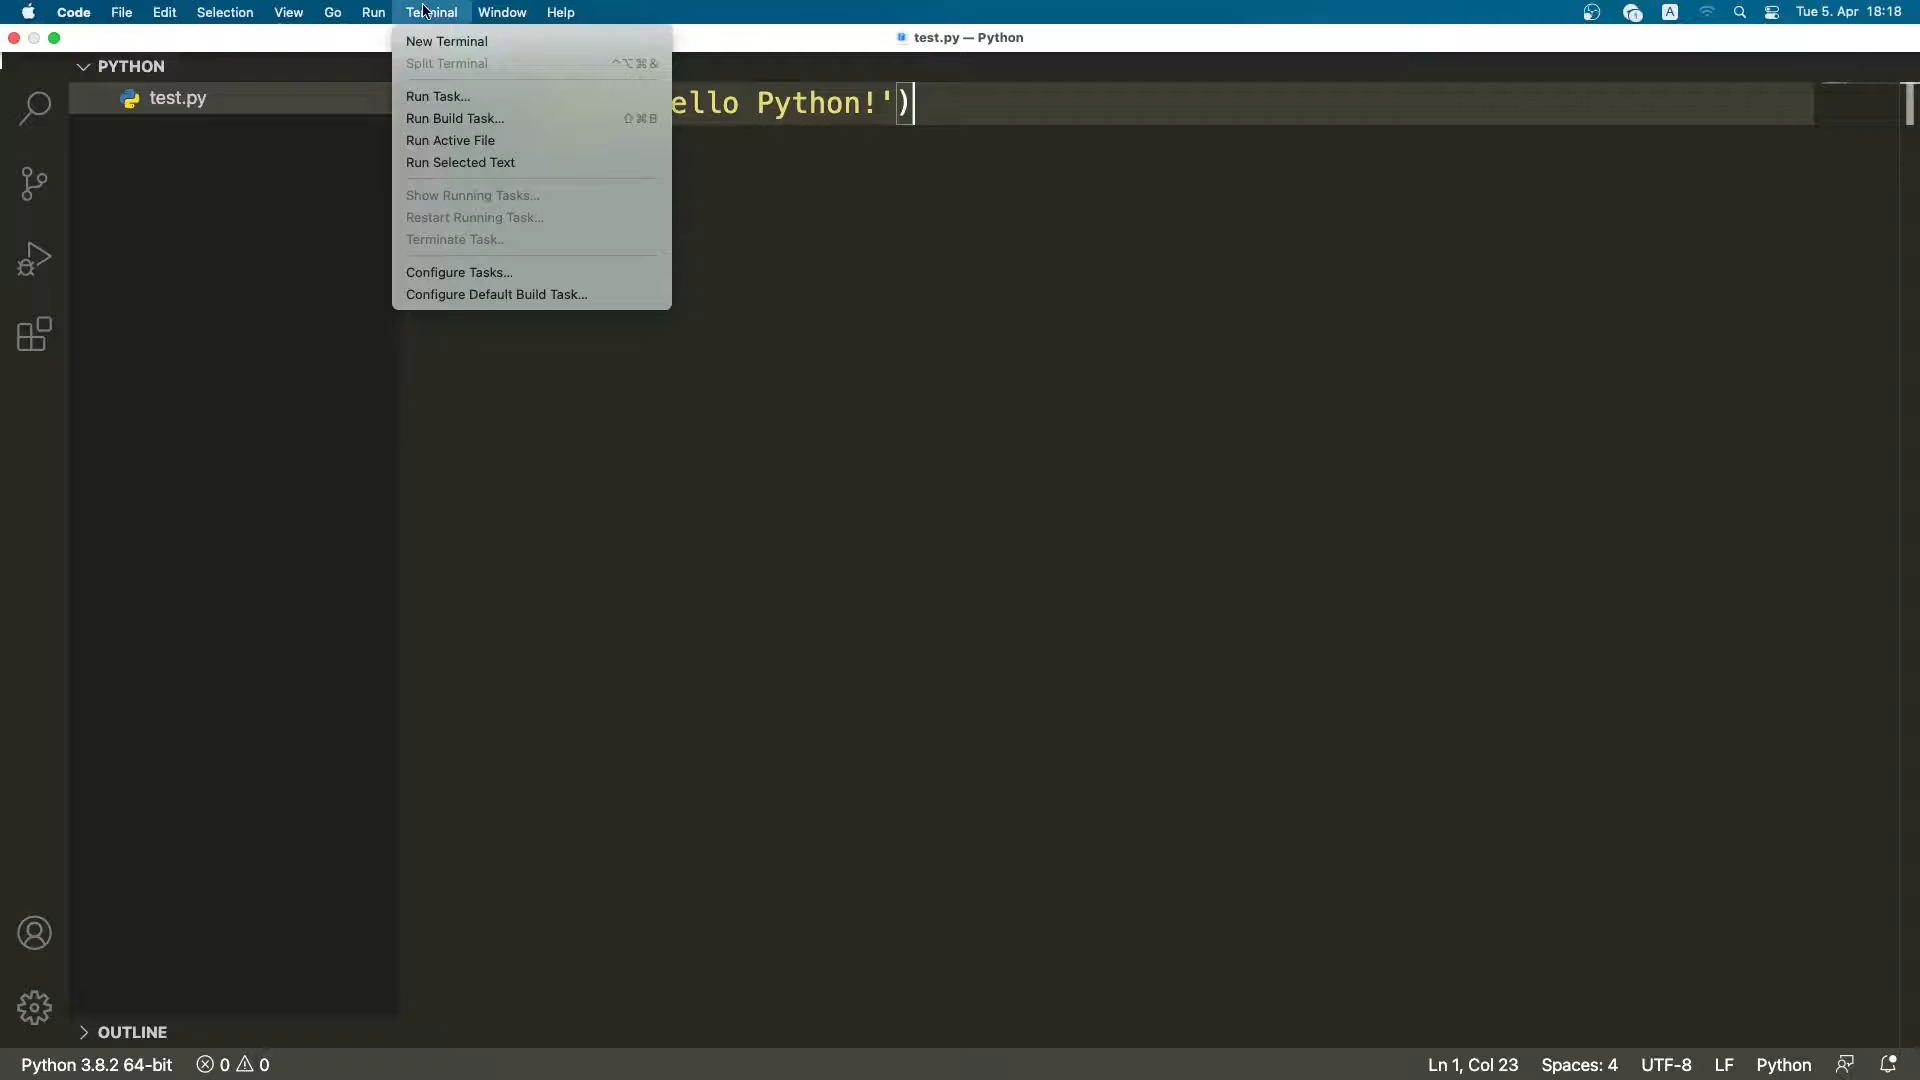 Code File Edit Selection View Go Run Terminal Window Help A Tue 5. Apr 18:18
test.py — Python
PYTHON
test.py
ello Python!')
New Terminal
Split Terminal ^⌥⌘&
Run Task...
Run Build Task... ⇧⌘B
Run Active File
Run Selected Text
Show Running Tasks...
Restart Running Task...
Terminate Task...
Configure Tasks...
Configure Default Build Task...
OUTLINE
Python 3.8.2 64-bit 0 0 Ln 1, Col 23 Spaces: 4 UTF-8 LF Python